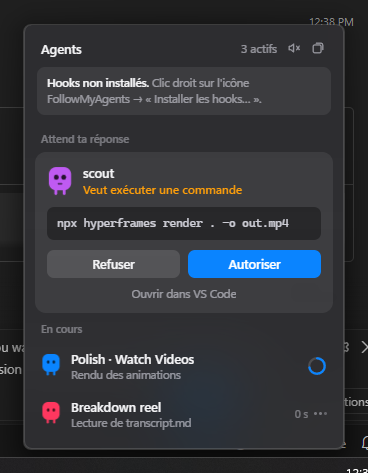 12:38 PM
Agents
3 actifs
Hooks non installés. Clic droit sur l'icône
FollowMyAgents → « Installer les hooks... ».
Attend ta réponse
scout
Veut exécuter une commande
npx hyperframes render . -o out.mp4
Refuser
Autoriser
Ouvrir dans VS Code
En cours
Polish · Watch Videos
Rendu des animations
Breakdown reel
Lecture de transcript.md
0 s